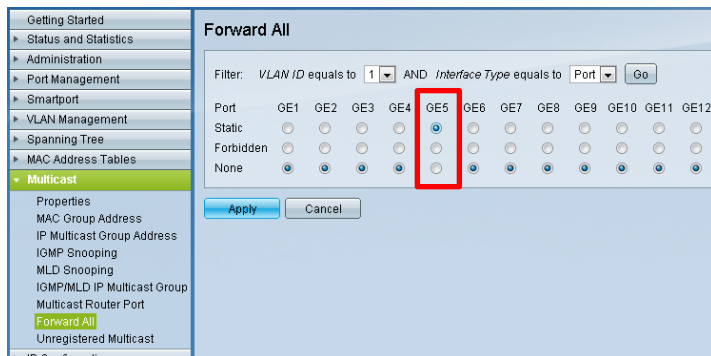 Getting Started
Status and Statistics
Administration
Port Management
Smartport
VLAN Management
Spanning Tree
MAC Address Tables
Multicast
Properties
MAC Group Address
IP Multicast Group Address
IGMP Snooping
MLD Snooping
IGMP/MLD IP Multicast Group
Multicast Router Port
Forward All
Unregistered Multicast
Forward All
Filter: VLAN ID equals to 1 AND Interface Type equals to Port Go
Port GE1 GE2 GE3 GE4 GE5 GE6 GE7 GE8 GE9 GE10 GE11 GE12
Static
Forbidden
None
Apply Cancel